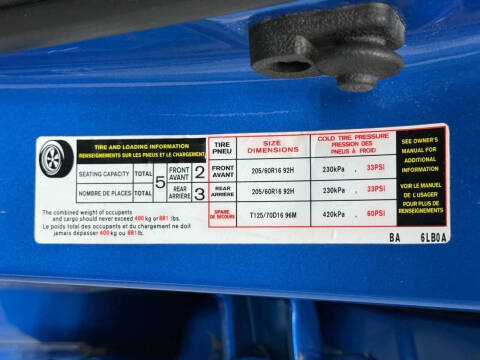 TIRE AND LOADING INFORMATION
RENSEIGNEMENTS SUR LES PNEUS ET LE CHARGEMENT
SEATING CAPACITY TOTAL 5 FRONT AVANT 2
NOMBRE DE PLACES TOTAL REAR ARRIÈRE 3
The combined weight of occupants
and cargo should never exceed 400 kg or 881 lbs.
Le poids total des occupants et du chargement ne doit
jamais dépasser 400 kg ou 881 lb.
TIRE PNEU SIZE DIMENSIONS COLD TIRE PRESSURE PRESSION DES PNEUS À FROID
FRONT AVANT 205/60R16 92H 230kPa , 33PSI
REAR ARRIÈRE 205/60R16 92H 230kPa , 33PSI
SPARE DE SECOURS T125/70D16 96M 420kPa , 60PSI
SEE OWNER'S
MANUAL FOR
ADDITIONAL
INFORMATION
VOIR LE MANUEL
DE L'USAGER
POUR PLUS DE
RENSEIGNEMENTS
BA 6LB0A